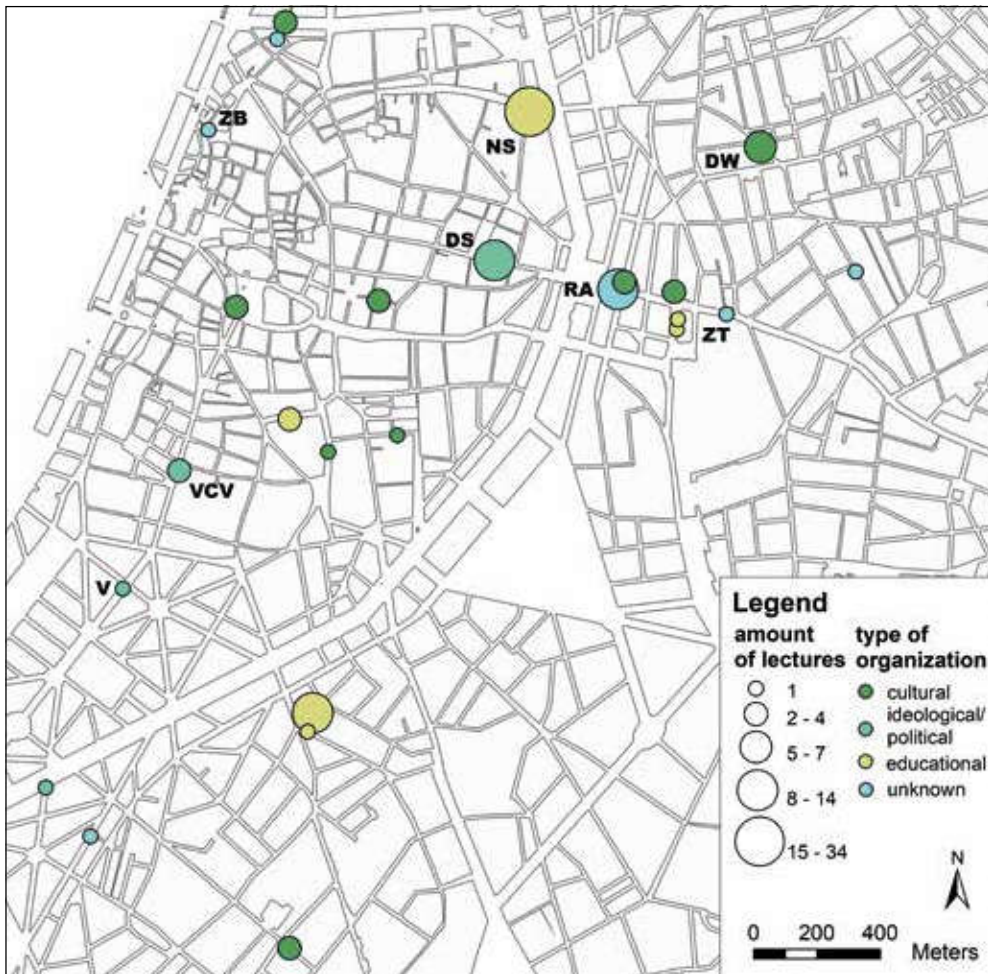 ZB
NS
DW
DS
RA
ZT
VCV
V
Legend
amount of lectures
type of organization
1
2 - 4
5 - 7
8 - 14
15 - 34
cultural
ideological/
political
educational
unknown
N
0 200 400
Meters